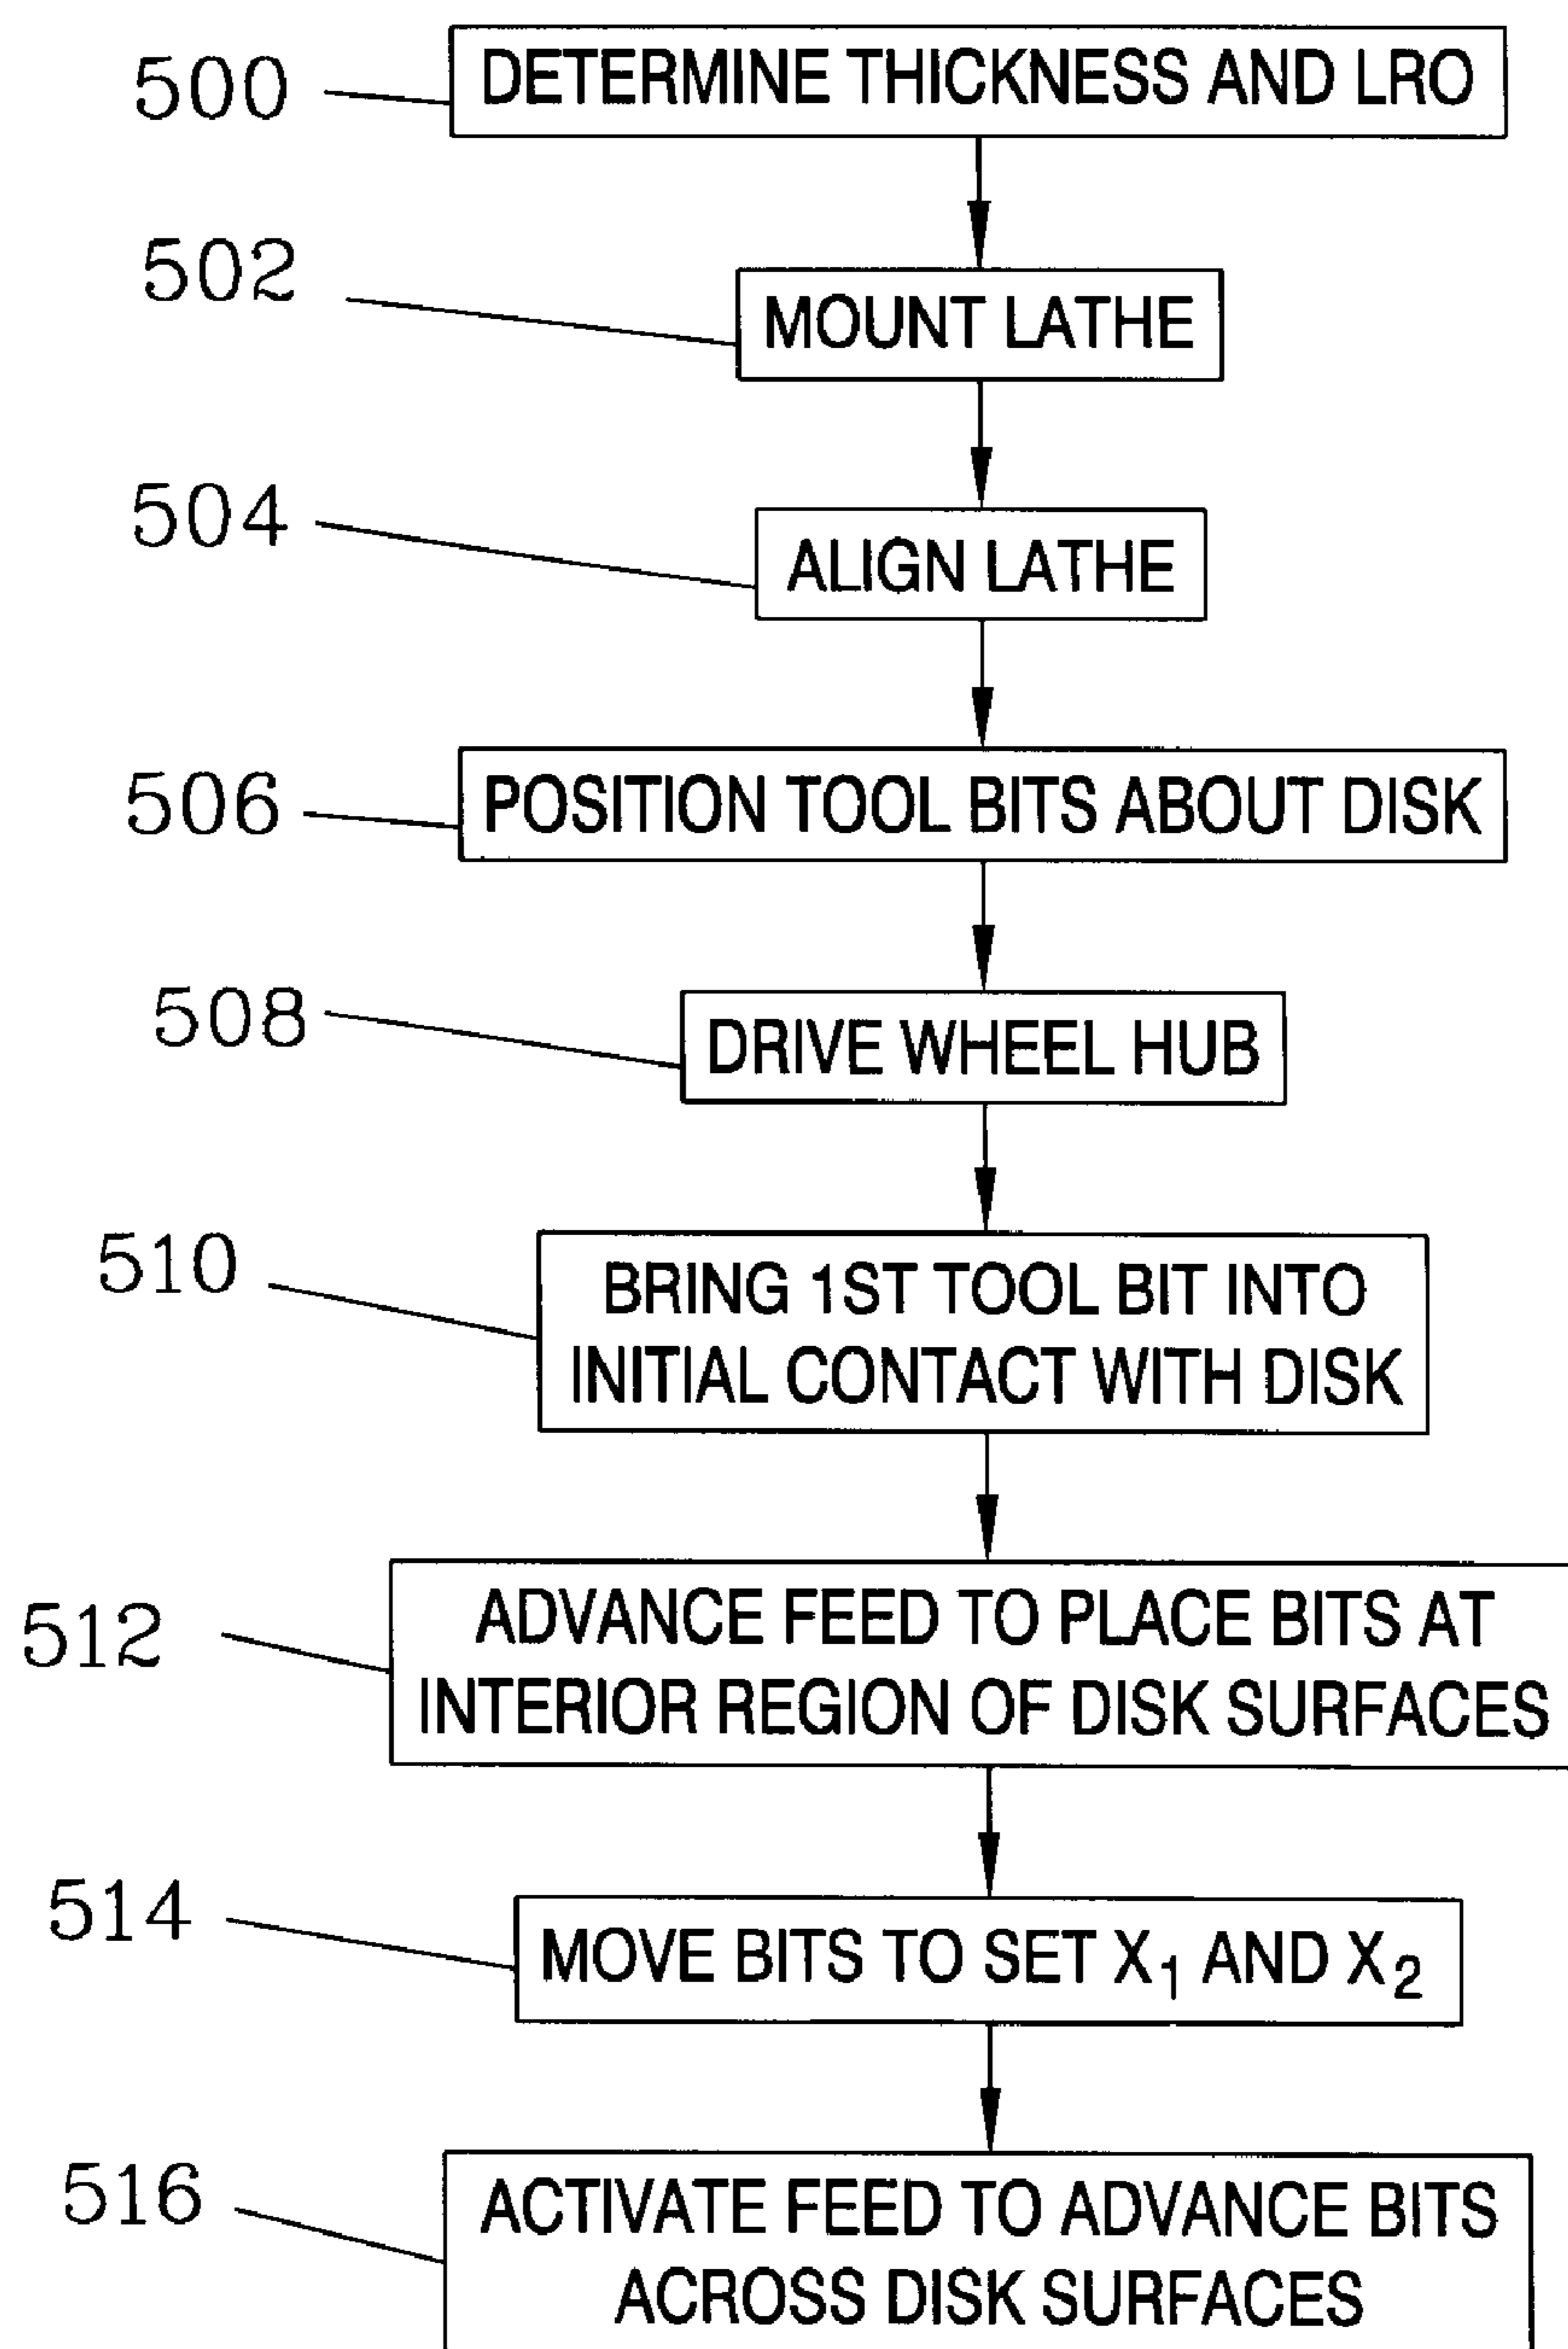 500
DETERMINE THICKNESS AND LRO
502
MOUNT LATHE
504
ALIGN LATHE
506
POSITION TOOL BITS ABOUT DISK
508
DRIVE WHEEL HUB
510
BRING 1ST TOOL BIT INTO
INITIAL CONTACT WITH DISK
512
ADVANCE FEED TO PLACE BITS AT
INTERIOR REGION OF DISK SURFACES
514
MOVE BITS TO SET X₁ AND X₂
516
ACTIVATE FEED TO ADVANCE BITS
ACROSS DISK SURFACES